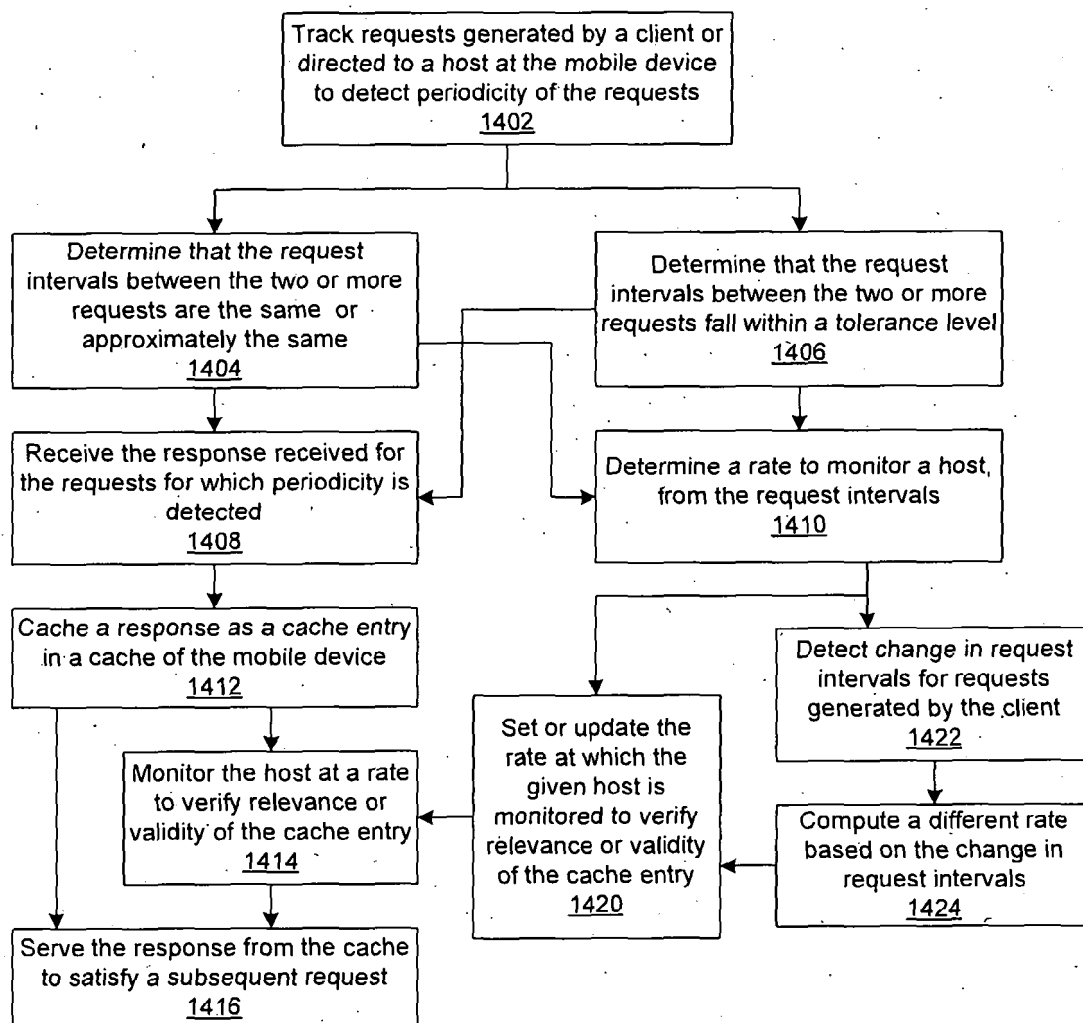 Track requests generated by a client or
directed to a host at the mobile device
to detect periodicity of the requests
1402
Determine that the request
intervals between the two or more
requests are the same or
approximately the same
1404
Determine that the request
intervals between the two or more
requests fall within a tolerance level
1406
Receive the response received for
the requests for which periodicity is
detected
1408
Determine a rate to monitor a host,
from the request intervals
1410
Cache a response as a cache entry
in a cache of the mobile device
1412
Detect change in request
intervals for requests
generated by the client
1422
Set or update the
rate at which the
given host is
monitored to verify
relevance or validity
of the cache entry
1420
Monitor the host at a rate
to verify relevance or
validity of the cache entry
1414
Compute a different rate
based on the change in
request intervals
1424
Serve the response from the cache
to satisfy a subsequent request
1416